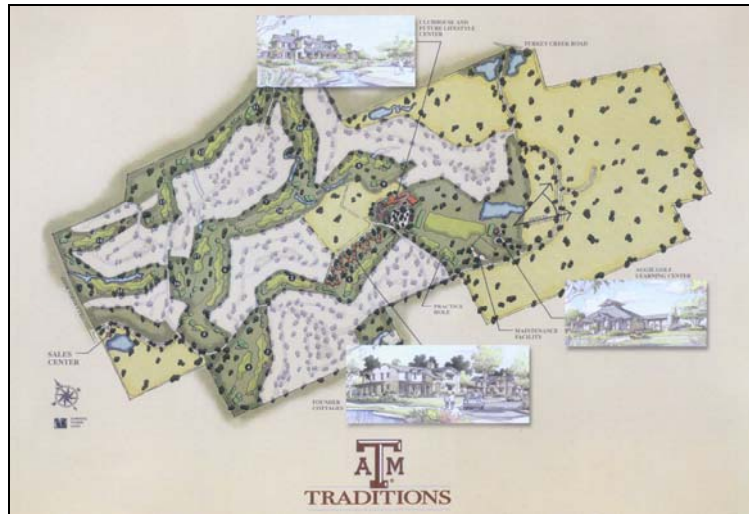 CLUBHOUSE AND
FUTURE LIFESTYLE
CENTER
TURKEY CREEK ROAD
AGGIE GOLF
LEARNING CENTER
PRACTICE
HOLE
MAINTENANCE
FACILITY
SALES
CENTER
FOUNDER
COTTAGES
ATM
TRADITIONS